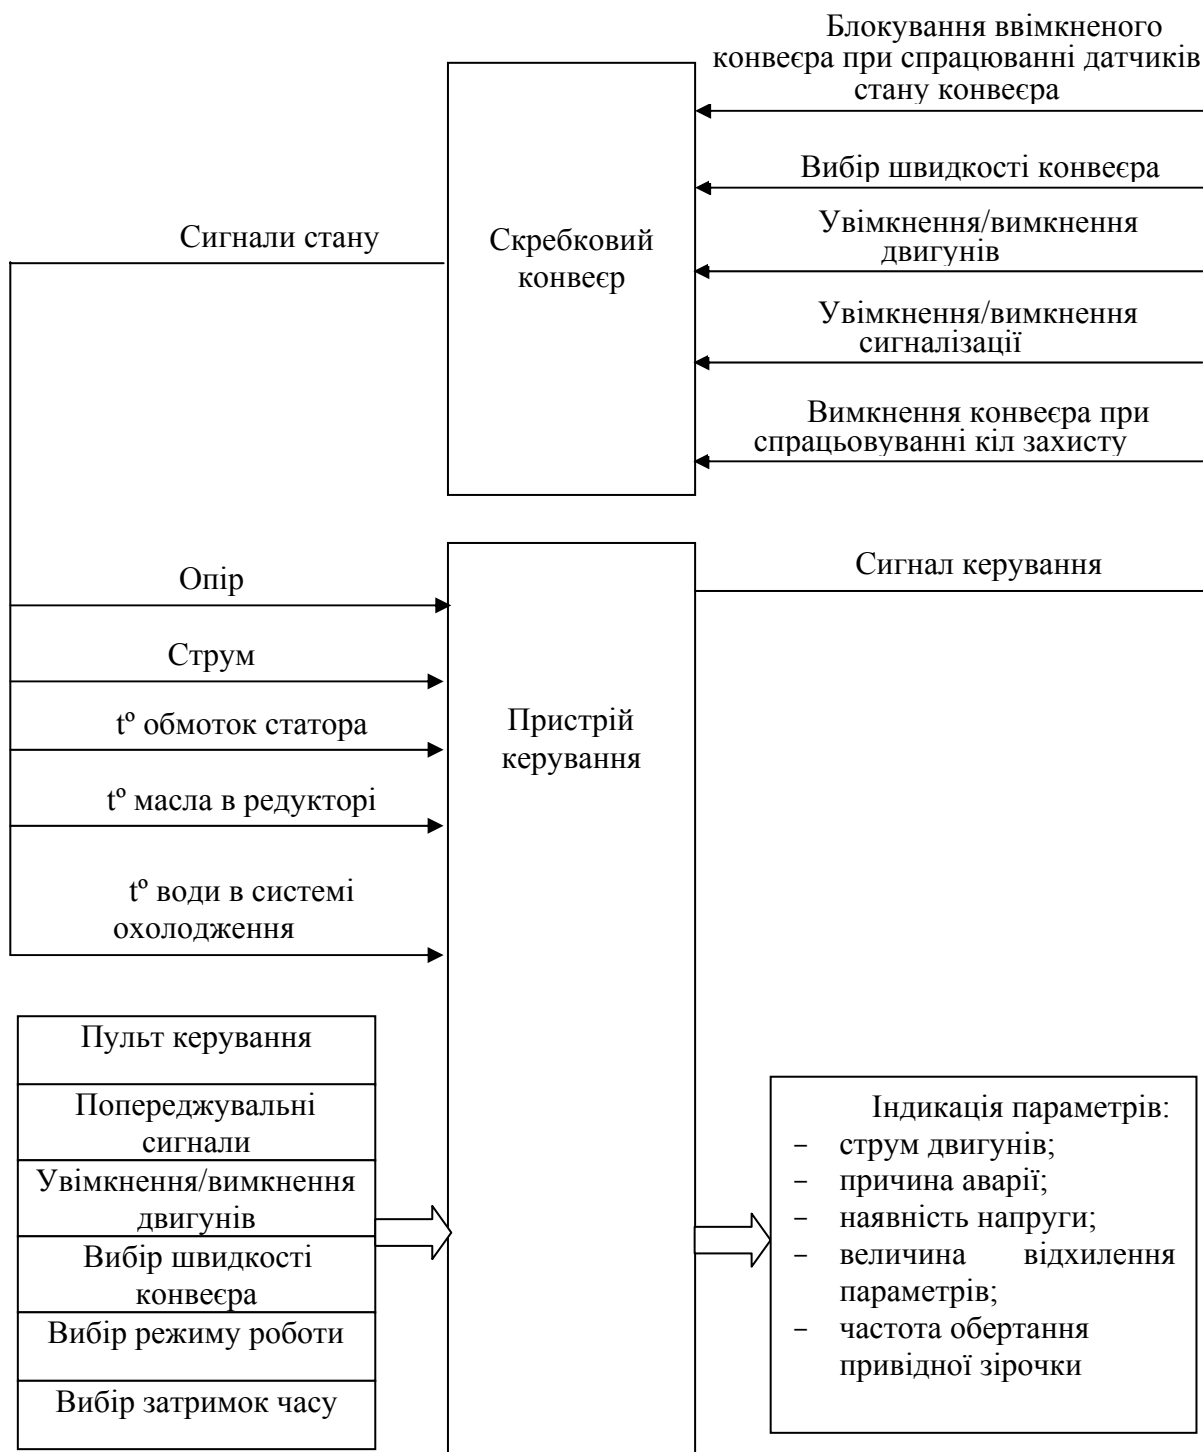 Блокування ввімкненого
конвеєра при спрацюванні датчиків
стану конвеєра
Вибір швидкості конвеєра
Увімкнення/вимкнення
двигунів
Увімкнення/вимкнення
сигналізації
Вимкнення конвеєра при
спрацьовуванні кіл захисту
Скребковий
конвеєр
Сигнали стану
Опір
Струм
tº обмоток статора
tº масла в редукторі
tº води в системі
охолодження
Пристрій
керування
Сигнал керування
Пульт керування
Попереджувальні
сигнали
Увімкнення/вимкнення
двигунів
Вибір швидкості
конвеєра
Вибір режиму роботи
Вибір затримок часу
Індикація параметрів:
- струм двигунів;
- причина аварії;
- наявність напруги;
- величина відхилення
параметрів;
- частота обертання
привідної зірочки